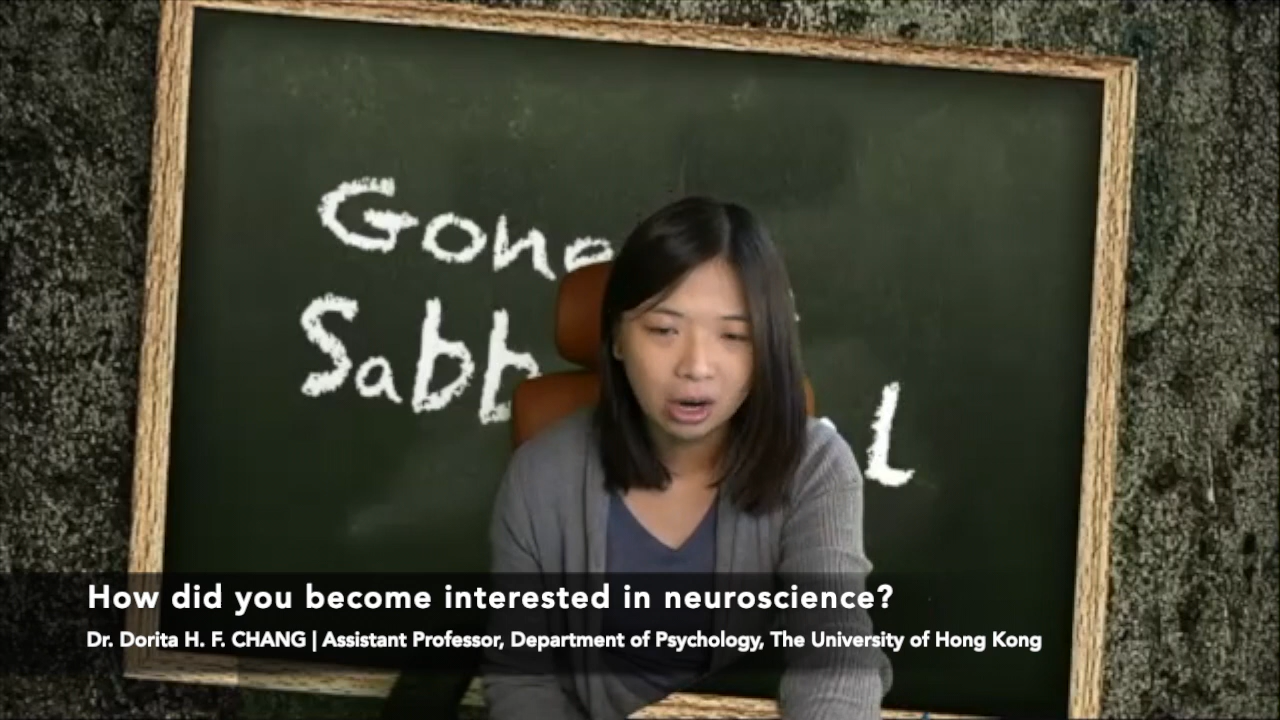 Gone
Sabb l
How did you become interested in neuroscience?
Dr. Dorita H. F. CHANG | Assistant Professor, Department of Psychology, The University of Hong Kong